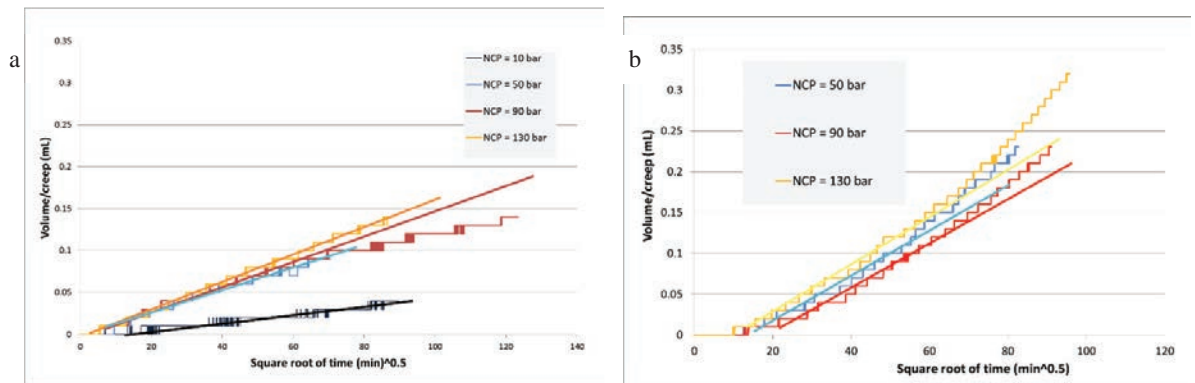 a
0.35
0.3
0.25
0.2
0.15
0.1
0.05
0
Volume/creep (mL)
NCP = 10 bar
NCP = 50 bar
NCP = 90 bar
NCP = 130 bar
0 20 40 60 80 100 120 140
Square root of time (min)^0.5
b
0.35
0.3
0.25
0.2
0.15
0.1
0.05
0
Volume/creep (mL)
NCP = 50 bar
NCP = 90 bar
NCP = 130 bar
0 20 40 60 80 100 120
Square root of time (min^0.5)